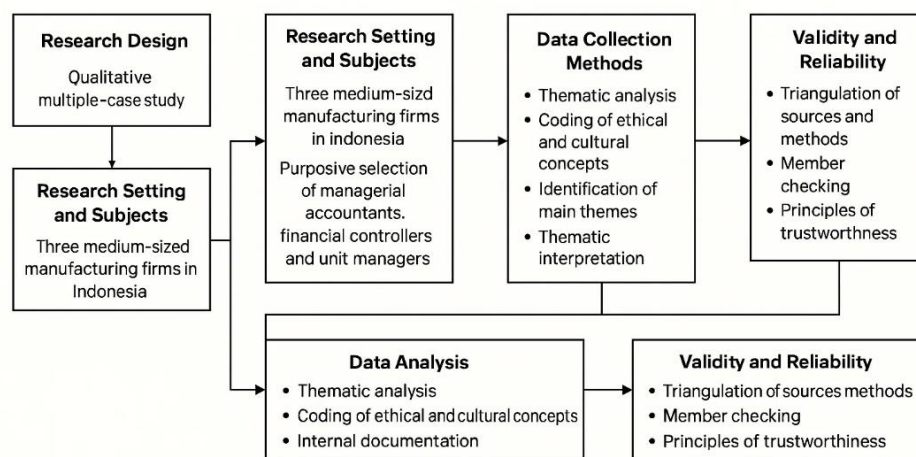 Research Design
Qualitative
multiple-case study
Research Setting
and Subjects
Three medium-sized
manufacturing firms in
Indonesia
Research Setting
and Subjects
Three medium-sizd
manufacturing firms
in indonesia
Purposive selection
of managerial
accountants.
financial controllers
and unit managers
Data Collection
Methods
• Thematic analysis
• Coding of ethical
and cultural
concepts
• Identification of
main themes
• Thematic
interpretation
Validity and
Reliability
• Triangulation of
sources and
methods
• Member
checking
• Principles of
trustworthness
Data Analysis
• Thematic analysis
• Coding of ethical and cultural concepts
• Internal documentation
Validity and Reliability
• Triangulation of sources methods
• Member checking
• Principles of trustworthiness